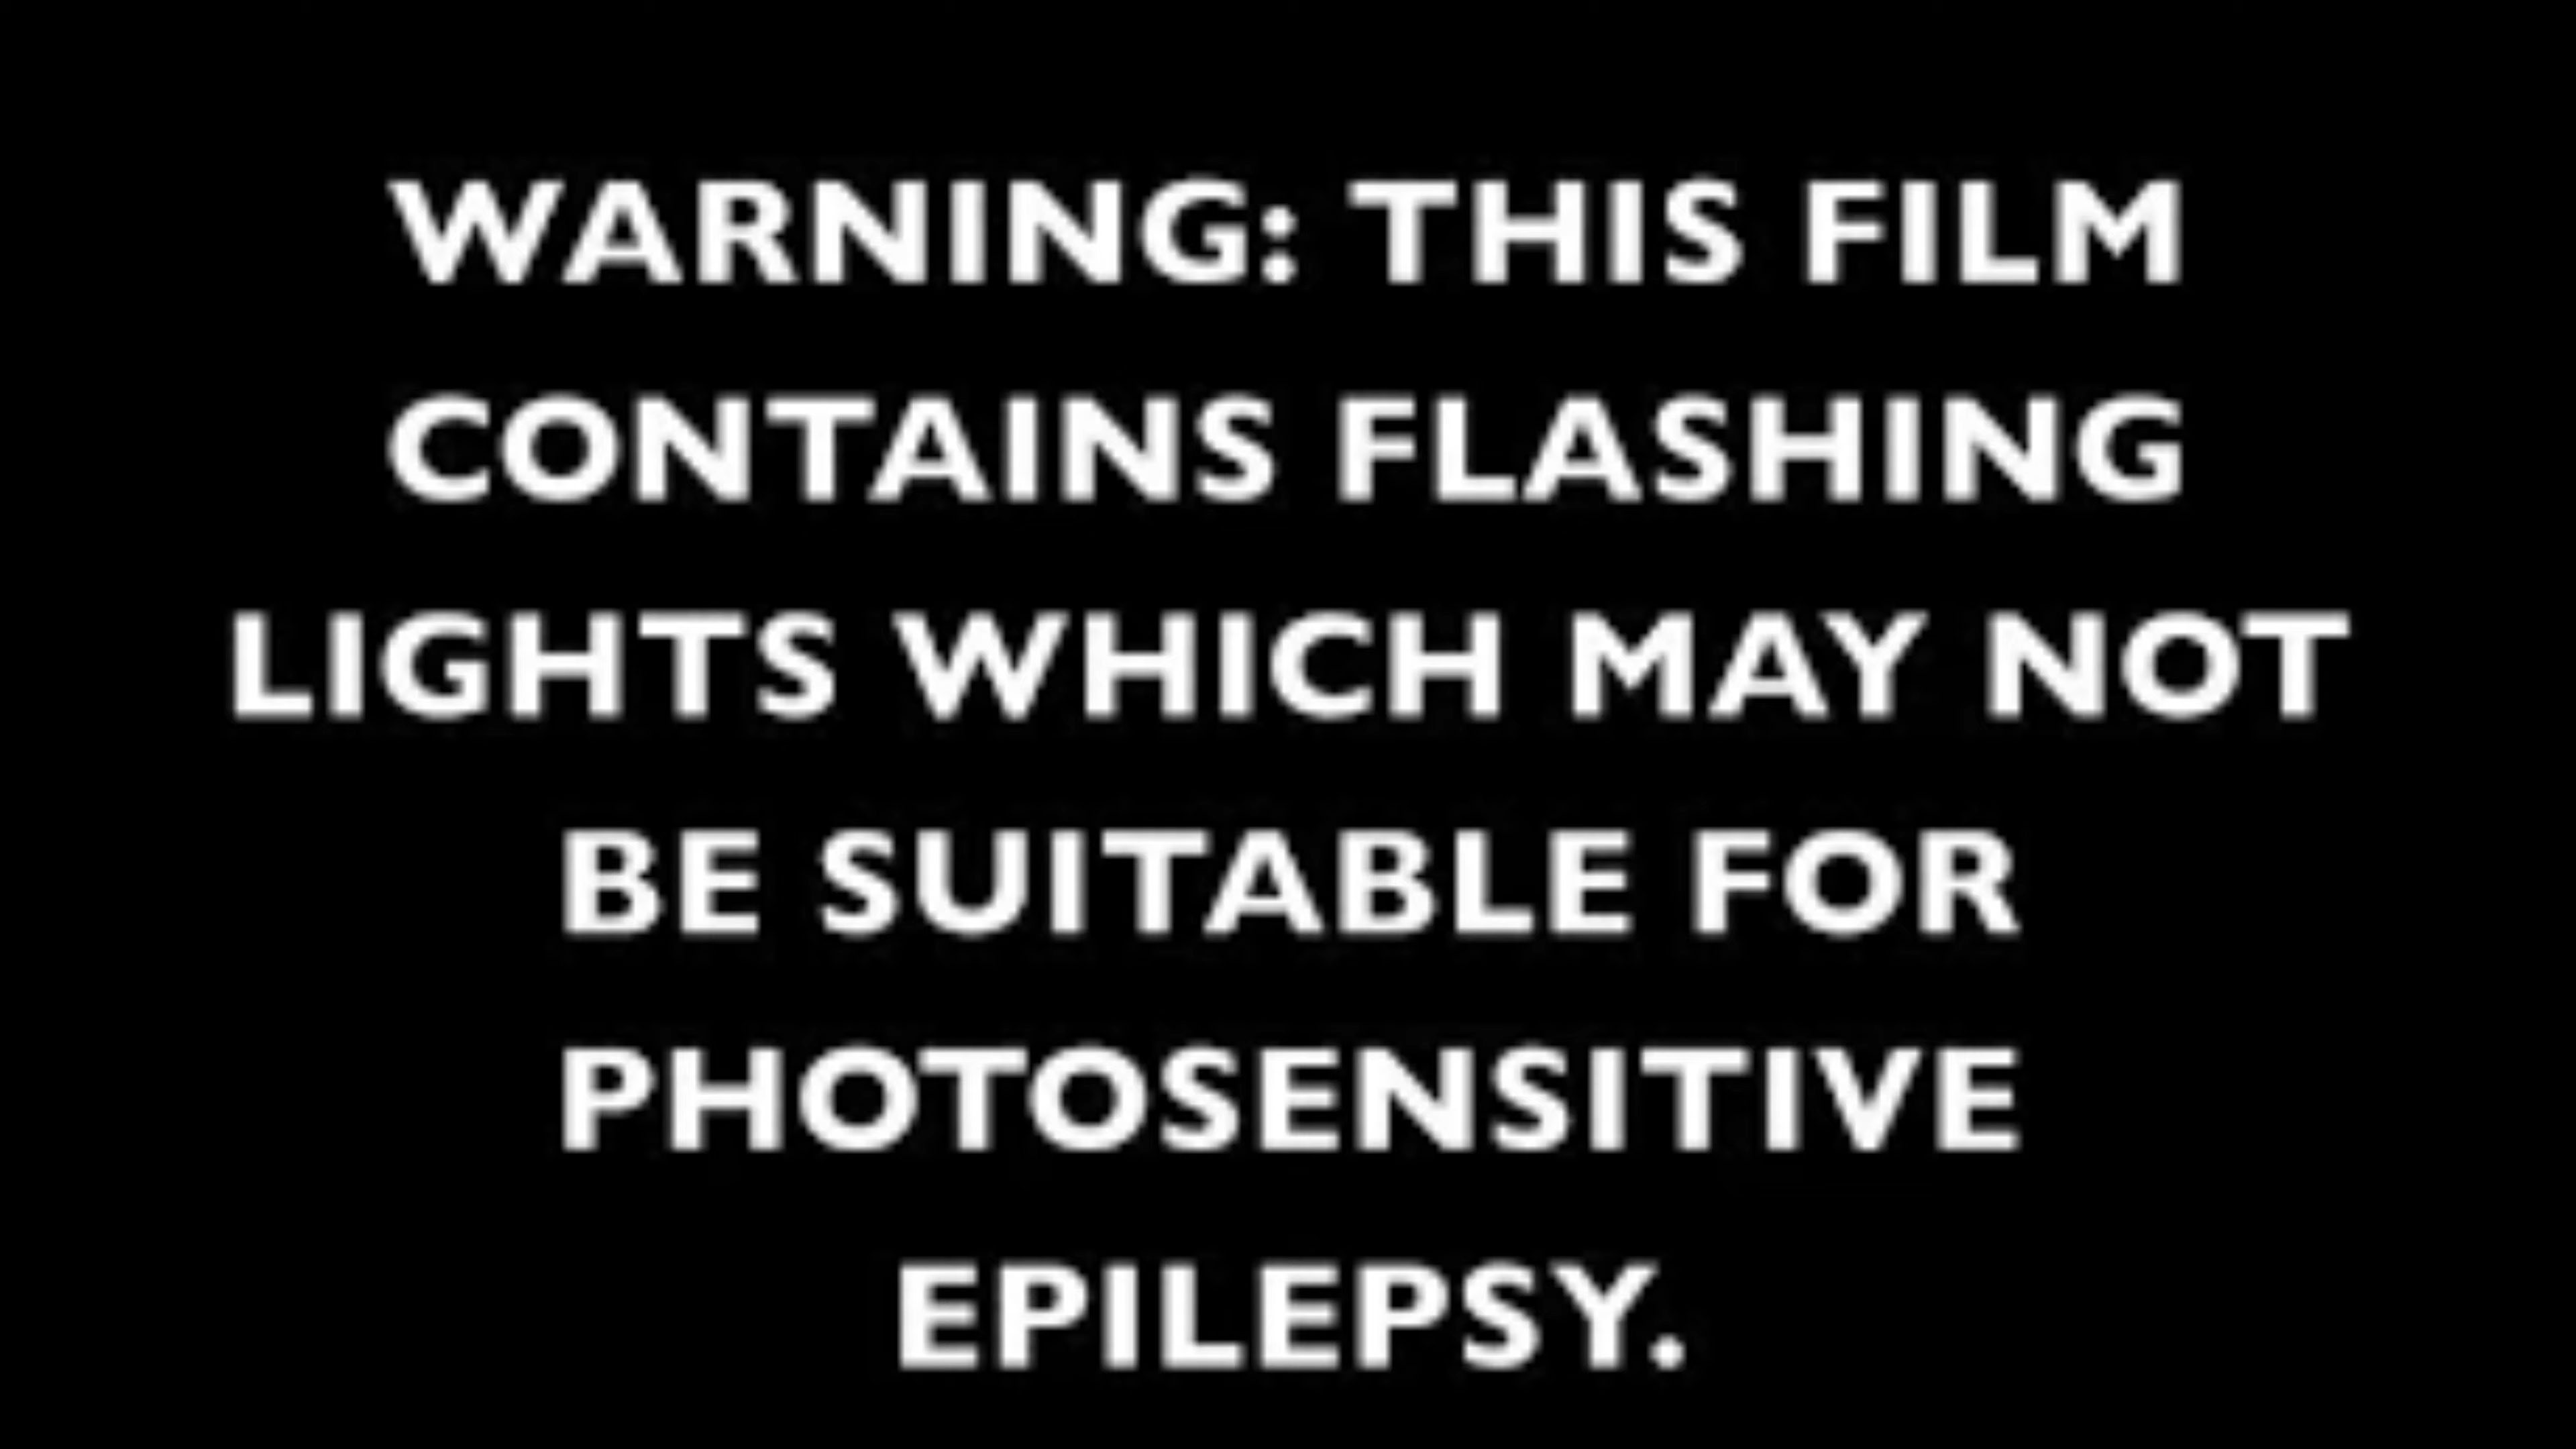 WARNING: THIS FILM
CONTAINS FLASHING
LIGHTS WHICH MAY NOT
BE SUITABLE FOR
PHOTOSENSITIVE
EPILEPSY.